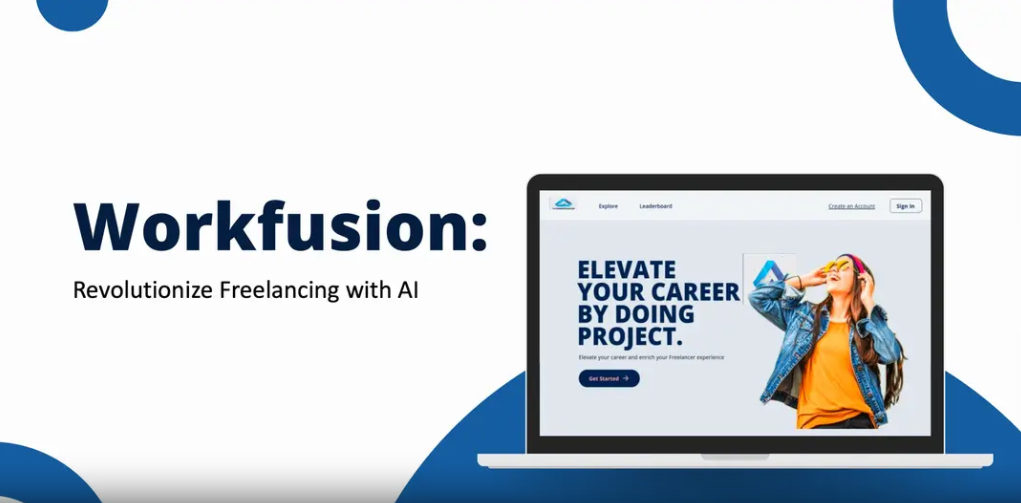 Workfusion:
Revolutionize Freelancing with AI
Explore
Leaderboard
Create an Account
Sign In
ELEVATE
YOUR CAREER
BY DOING
PROJECT.
Elevate your career and enrich your Freelancer experience
Get Started →